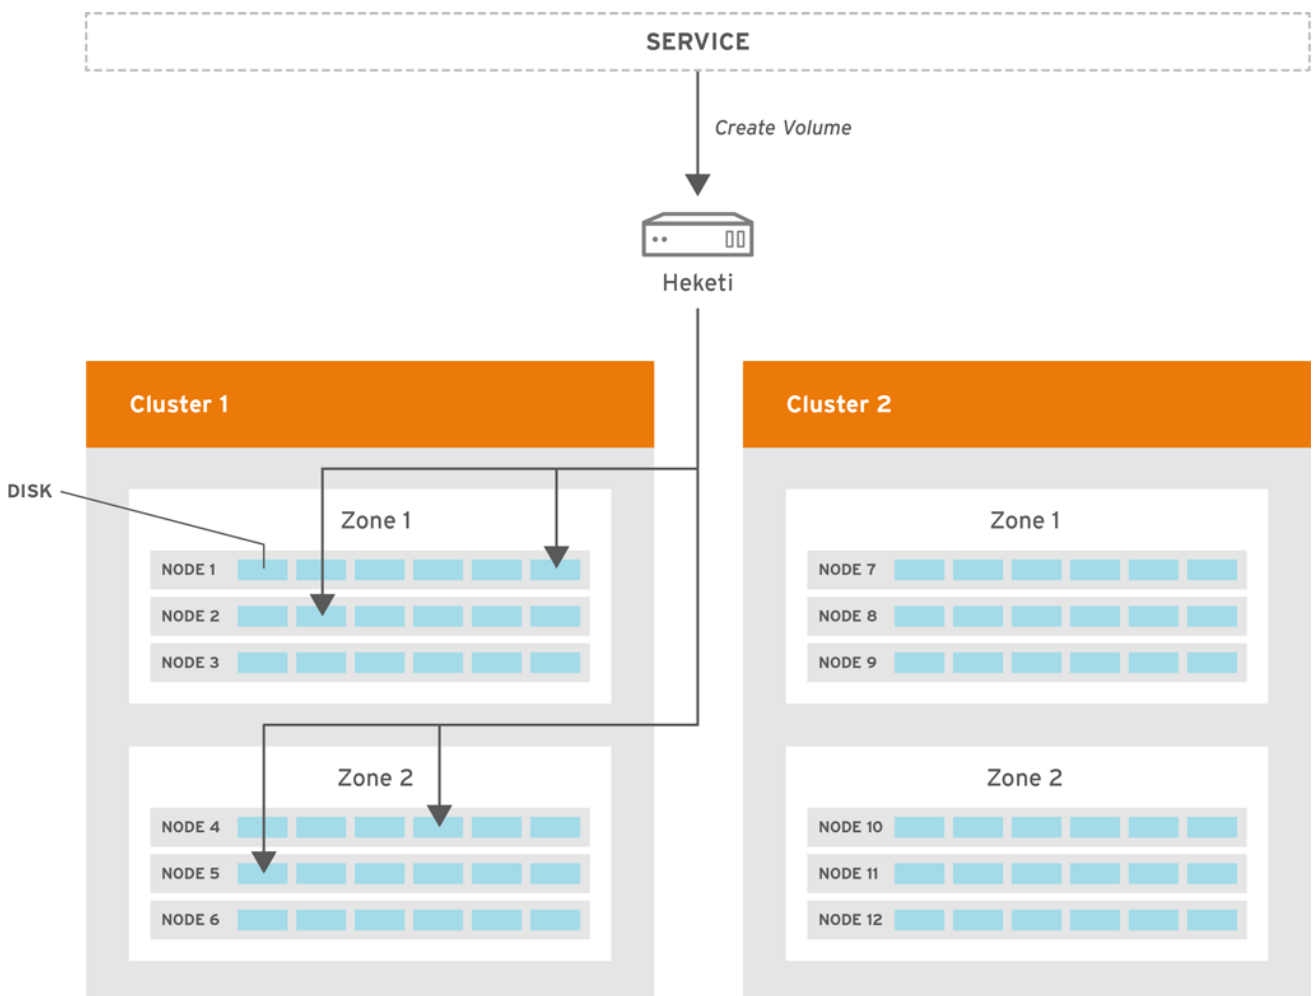 SERVICE
Create Volume
Heketi
Cluster 1
DISK
Zone 1
NODE 1
NODE 2
NODE 3
Zone 2
NODE 4
NODE 5
NODE 6
Cluster 2
Zone 1
NODE 7
NODE 8
NODE 9
Zone 2
NODE 10
NODE 11
NODE 12